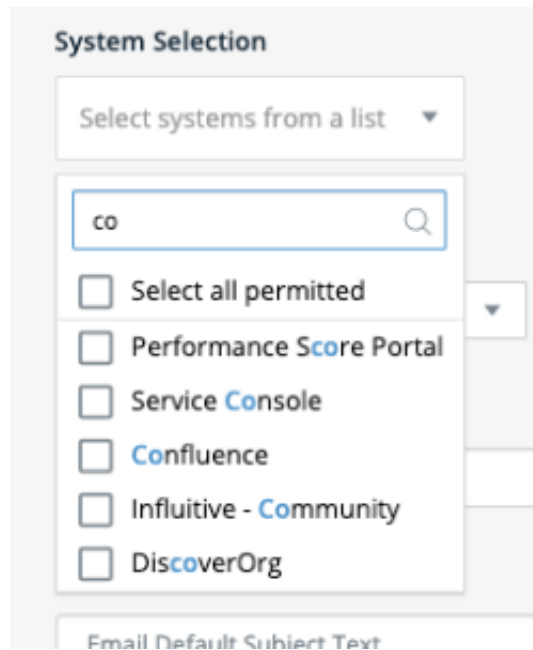 System Selection
Select systems from a list
co
Select all permitted
Performance Score Portal
Service Console
Confluence
Influitive - Community
DiscoverOrg
Email Default Subject Text